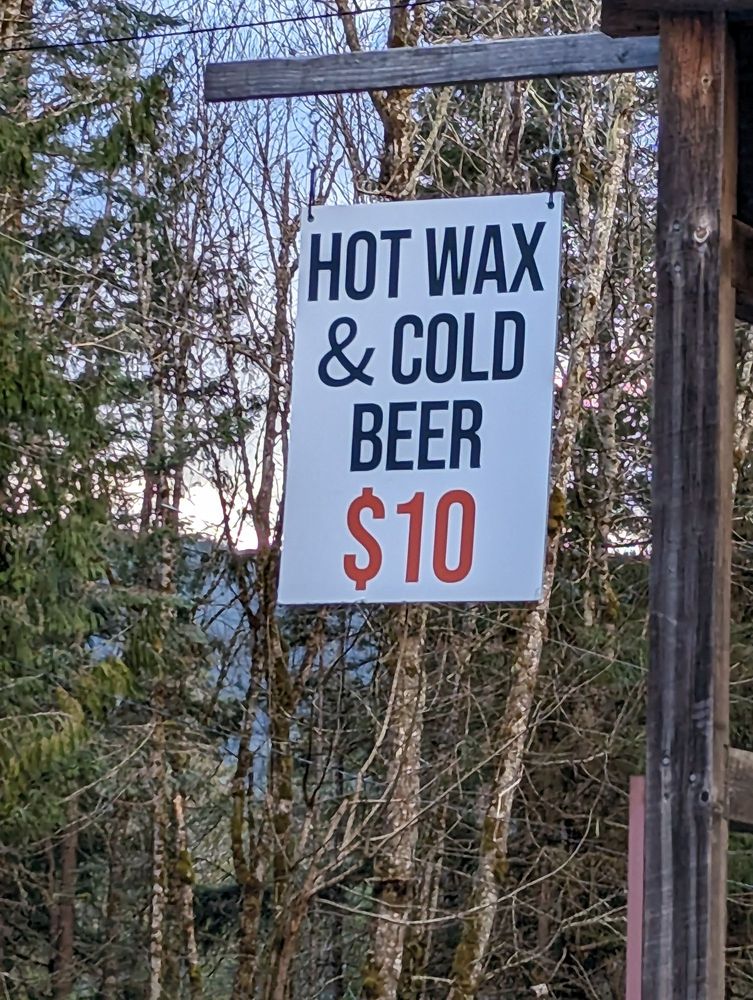 HOT WAX
& COLD
BEER
$10